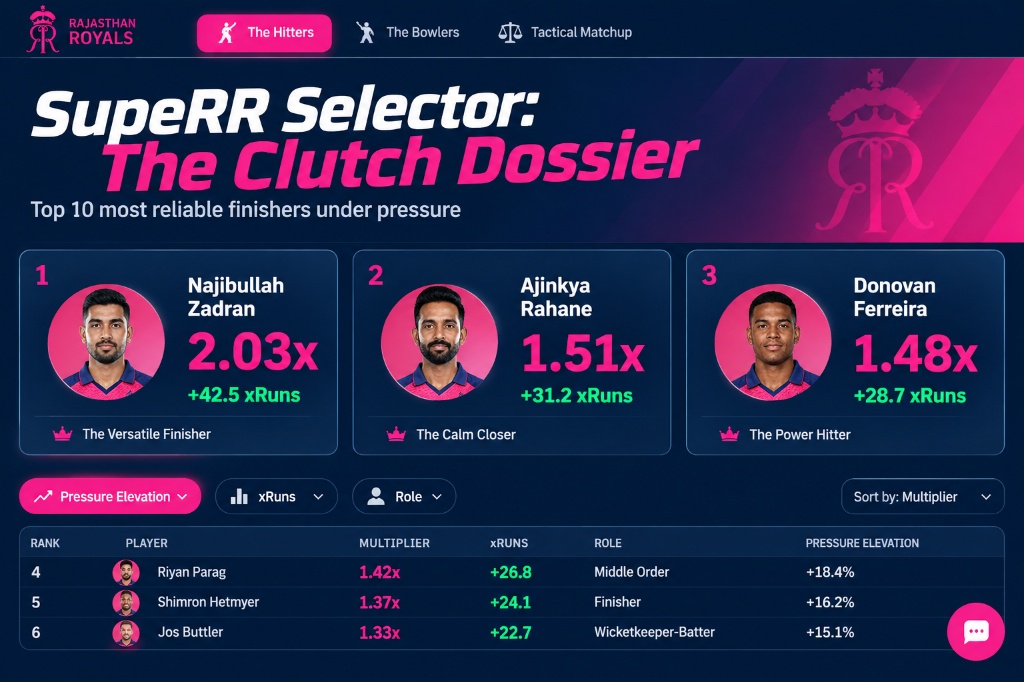 RAJASTHAN
ROYALS
The Hitters
The Bowlers
Tactical Matchup
SupeRR Selector:
The Clutch Dossier
Top 10 most reliable finishers under pressure
1
Najibullah
Zadran
2.03x
+42.5 xRuns
The Versatile Finisher
2
Ajinkya
Rahane
1.51x
+31.2 xRuns
The Calm Closer
3
Donovan
Ferreira
1.48x
+28.7 xRuns
The Power Hitter
Pressure Elevation
xRuns
Role
Sort by: Multiplier
RANK PLAYER MULTIPLIER xRUNS ROLE PRESSURE ELEVATION
4 Riyan Parag 1.42x +26.8 Middle Order +18.4%
5 Shimron Hetmyer 1.37x +24.1 Finisher +16.2%
6 Jos Buttler 1.33x +22.7 Wicketkeeper-Batter +15.1%